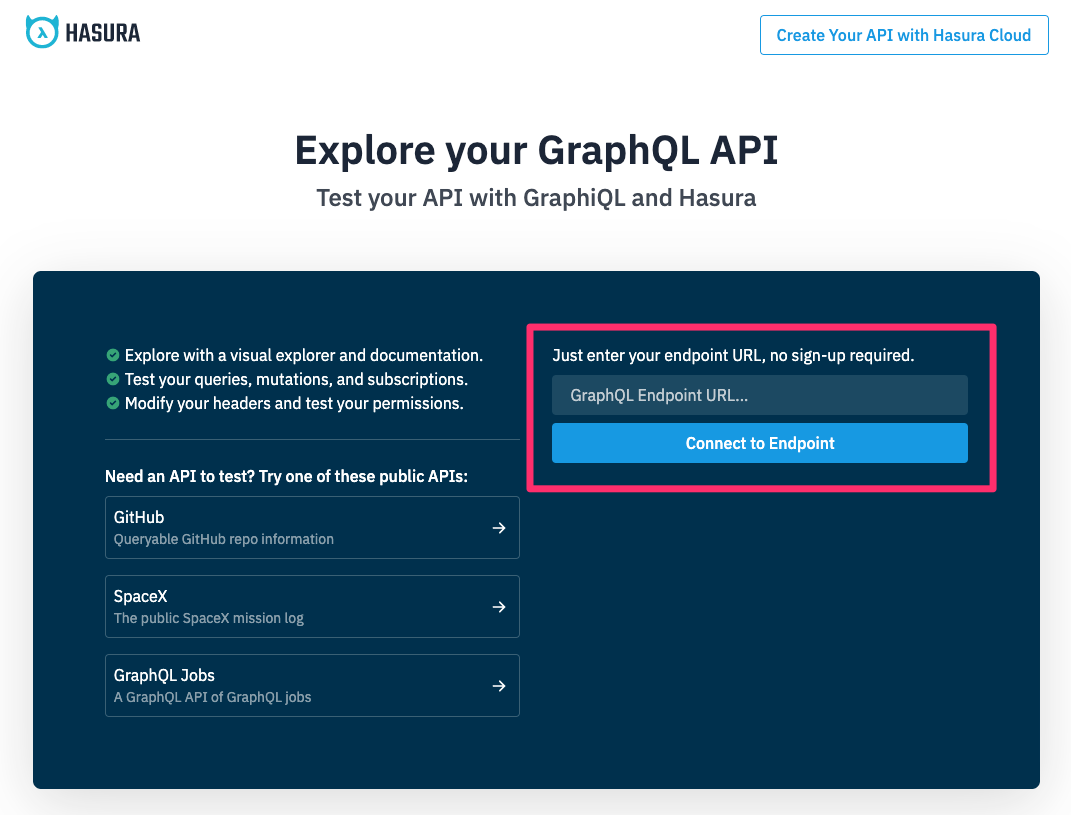 HASURA
Create Your API with Hasura Cloud
Explore your GraphQL API
Test your API with GraphiQL and Hasura
Explore with a visual explorer and documentation.
Test your queries, mutations, and subscriptions.
Modify your headers and test your permissions.
Need an API to test? Try one of these public APIs:
GitHub
Queryable GitHub repo information
SpaceX
The public SpaceX mission log
GraphQL Jobs
A GraphQL API of GraphQL jobs
Just enter your endpoint URL, no sign-up required.
GraphQL Endpoint URL...
Connect to Endpoint